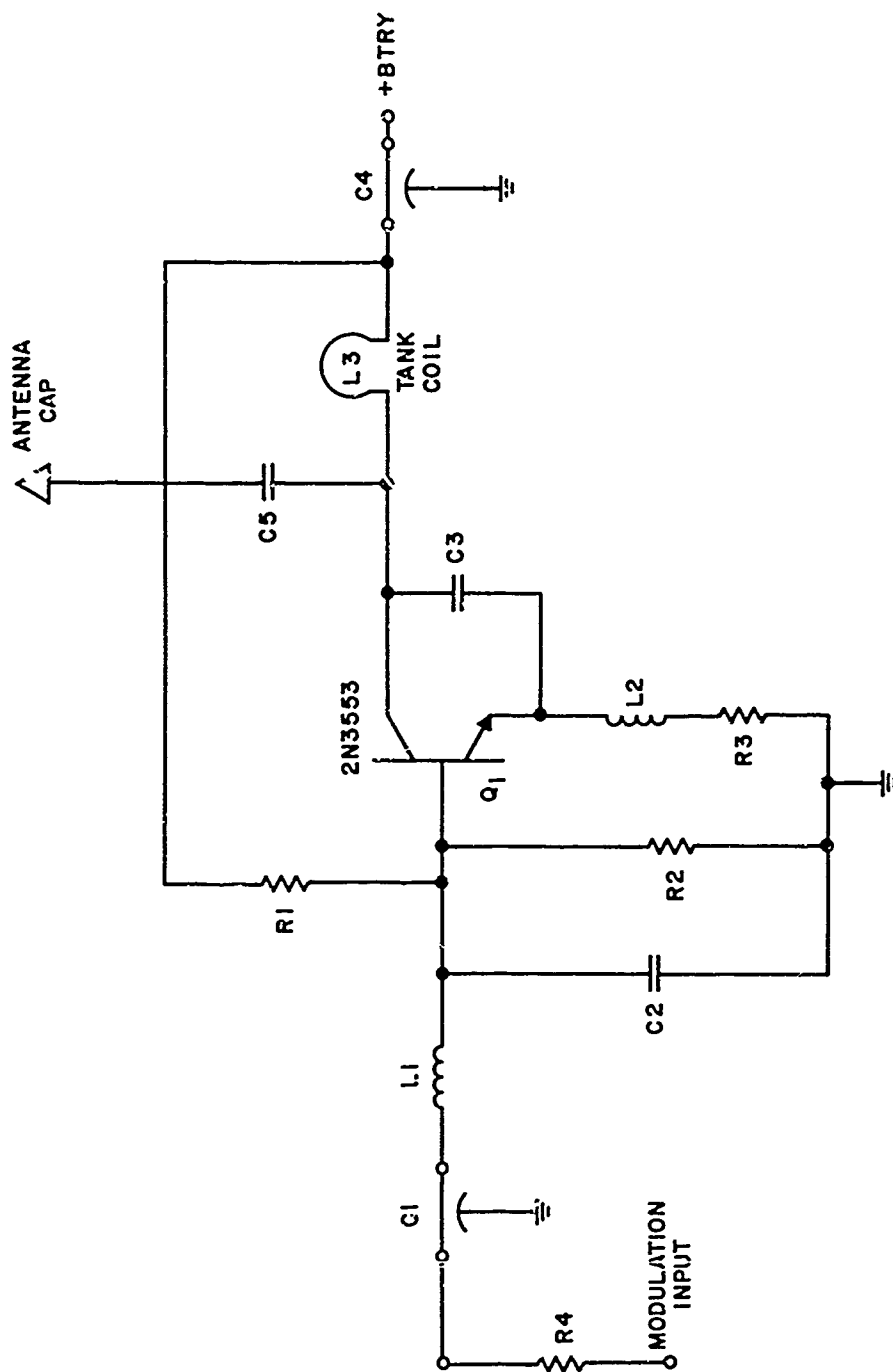 ANTENNA
CAP
+BTRY
C4
L3
TANK
COIL
C5
C3
2N3553
Q1
L2
R3
R1
R2
C2
L1
C1
R4
MODULATION
INPUT